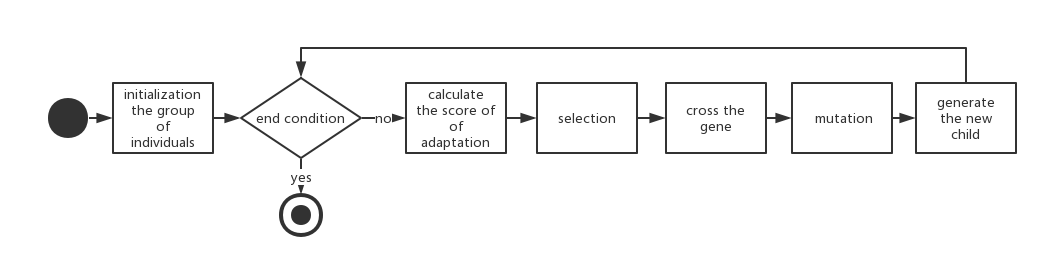 initialization
the group
of
individuals
end condition
no
yes
calculate
the score of
of
adaptation
selection
cross the
gene
mutation
generate
the new
child